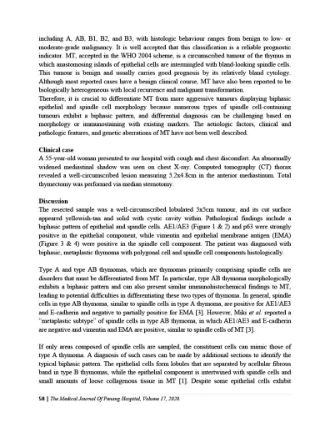 including A, AB, B1, B2, and B3, with histologic behaviour ranges from benign to low- or
moderate-grade malignancy. It is well accepted that this classification is a reliable prognostic
indicator. MT, accepted in the WHO 2004 scheme, is a circumscribed tumour of the thymus in
which anastomosing islands of epithelial cells are intermingled with bland-looking spindle cells.
This tumour is benign and usually carries good prognosis by its relatively bland cytology.
Although most reported cases have a benign clinical course, MT have also been reported to be
biologically heterogeneous with local recurrence and malignant transformation.
Therefore, it is crucial to differentiate MT from more aggressive tumours displaying biphasic
epithelial and spindle cell morphology because numerous types of spindle cell-containing
tumours exhibit a biphasic pattern, and differential diagnosis can be challenging based on
morphology or immunostaining with existing markers. The etiologic factors, clinical and
pathologic features, and genetic aberrations of MT have not been well described.
Clinical case
A 55-year-old woman presented to our hospital with cough and chest discomfort. An abnormally
widened mediastinal shadow was seen on chest X-ray. Computed tomography (CT) thorax
revealed a well-circumscribed lesion measuring 5.2x4.8cm in the anterior mediastinum. Total
thymectomy was performed via median sternotomy.
Discussion
The resected sample was a well-circumscribed lobulated 5x5cm tumour, and its cut surface
appeared yellowish-tan and solid with cystic cavity within. Pathological findings include a
biphasic pattern of epithelial and spindle cells. AE1/AE3 (Figure 1 & 2) and p63 were strongly
positive in the epithelial component, while vimentin and epithelial membrane antigen (EMA)
(Figure 3 & 4) were positive in the spindle cell component. The patient was diagnosed with
biphasic, metaplastic thymoma with polygonal cell and spindle cell components histologically.
Type A and type AB thymomas, which are thymomas primarily comprising spindle cells are
disorders that must be differentiated from MT. In particular, type AB thymoma morphologically
exhibits a biphasic pattern and can also present similar immunohistochemical findings to MT,
leading to potential difficulties in differentiating these two types of thymoma. In general, spindle
cells in type AB thymoma, similar to spindle cells in type A thymoma, are positive for AE1/AE3
and E-cadherin and negative to partially positive for EMA [3]. However, Miki et al. reported a
"metaplastic subtype" of spindle cells in type AB thymoma, in which AE1/AE3 and E-cadherin
are negative and vimentin and EMA are positive, similar to spindle cells of MT [3].
If only areas composed of spindle cells are sampled, the constituent cells can mimic those of
type A thymoma. A diagnosis of such cases can be made by additional sections to identify the
typical biphasic pattern. The epithelial cells form lobules that are separated by acellular fibrous
band in type B thymomas, while the epithelial component is intertwined with spindle cells and
small amounts of loose collagenous tissue in MT [1]. Despite some epithelial cells exhibit
58 | The Medical Journal Of Penang Hospital, Volume 17, 2020.